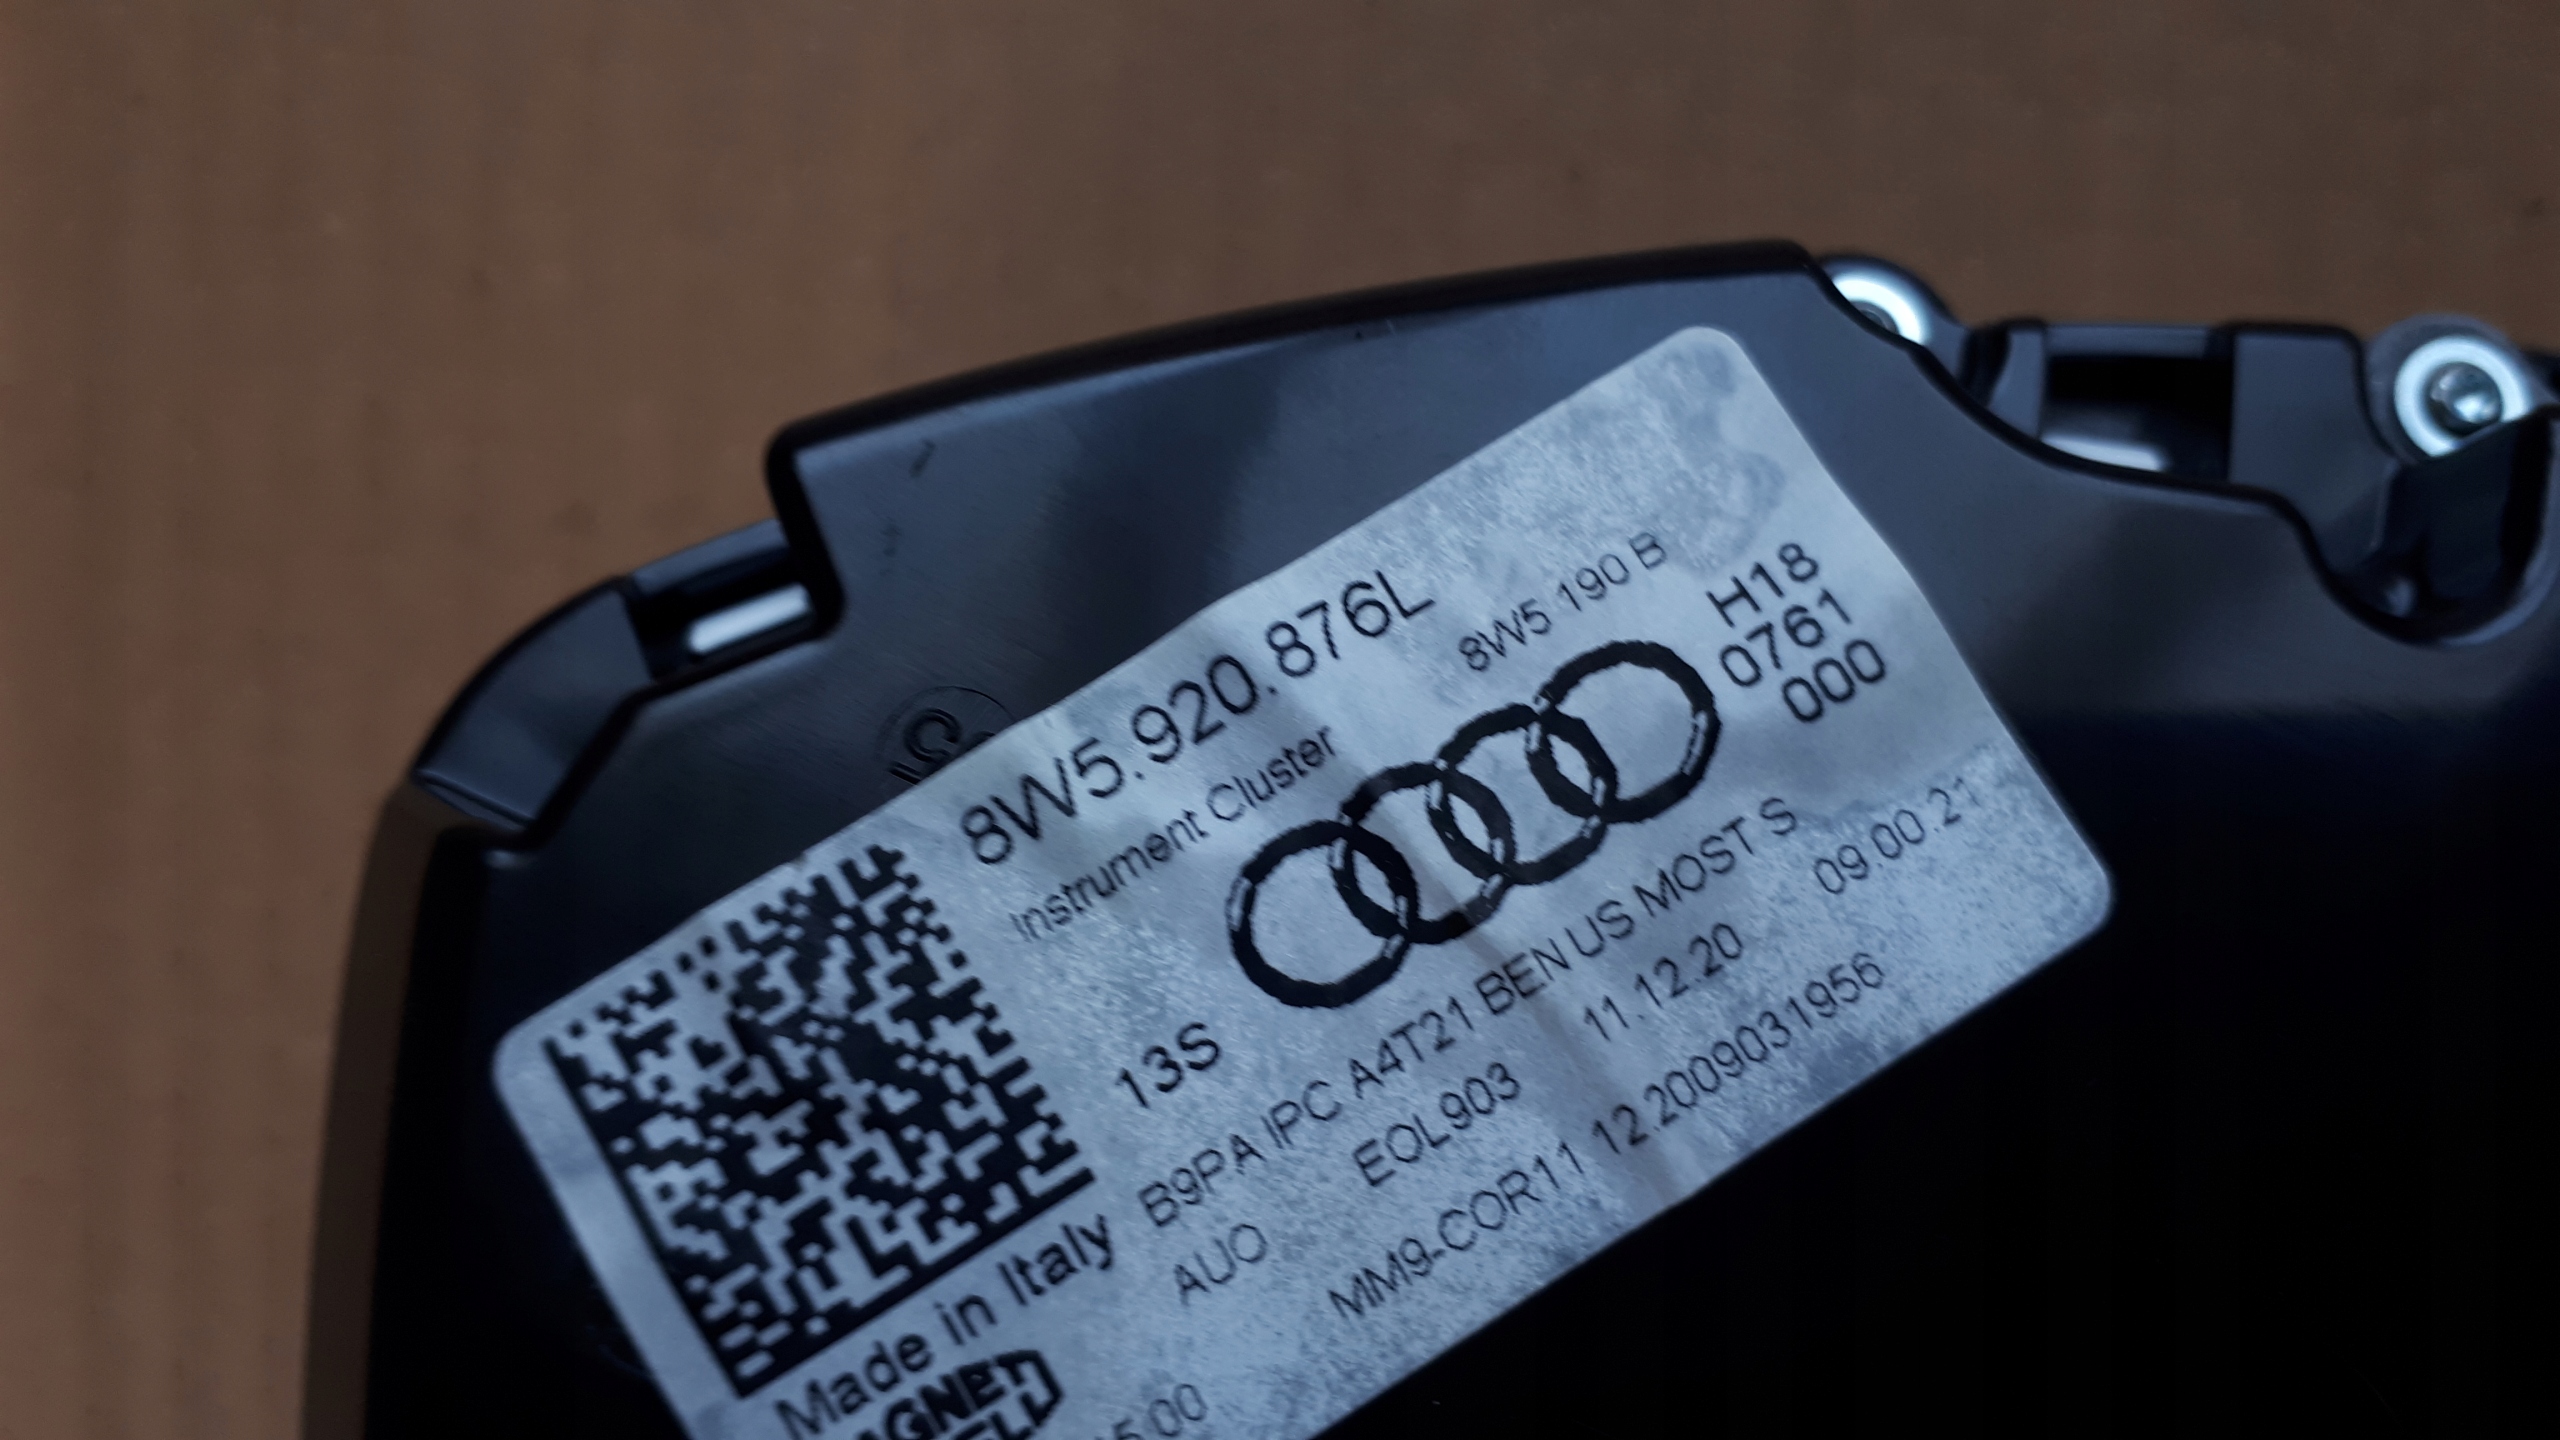 8W5.920.876L
Instrument Cluster
8W5 190 B
H18
0761
000
13S
B9PA IPC A4T21 BEN US MOST S
AUO EOL903 11.12.20 09.00.21
MM9-COR11 12.2009031956
Made in Italy